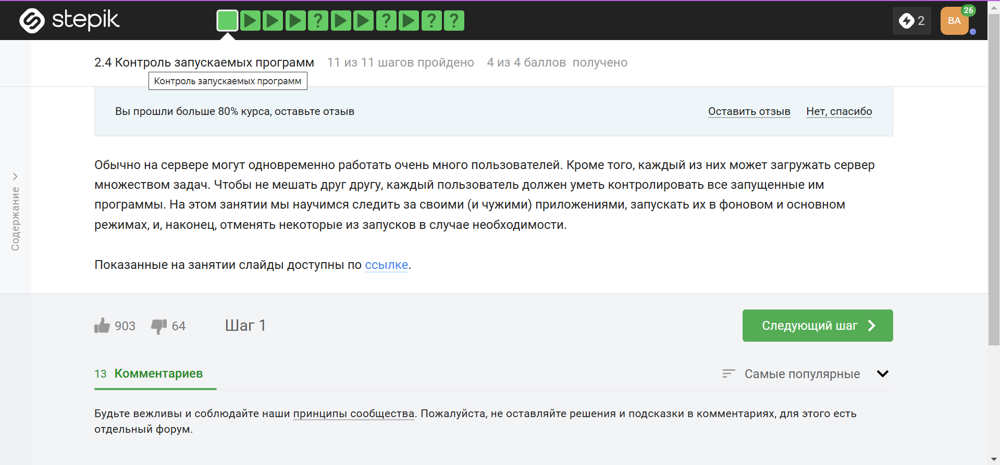 stepik
?
?
?
?
2
ВА
26
2.4 Контроль запускаемых программ 11 из 11 шагов пройдено 4 из 4 баллов получено
Контроль запускаемых программ
Вы прошли больше 80% курса, оставьте отзыв
Оставить отзыв
Нет, спасибо
Содержание
Обычно на сервере могут одновременно работать очень много пользователей. Кроме того, каждый из них может загружать сервер
множеством задач. Чтобы не мешать друг другу, каждый пользователь должен уметь контролировать все запущенные им
программы. На этом занятии мы научимся следить за своими (и чужими) приложениями, запускать их в фоновом и основном
режимах, и, наконец, отменять некоторые из запусков в случае необходимости.
Показанные на занятии слайды доступны по ссылке.
903
64
Шаг 1
Следующий шаг
13 Комментариев
Самые популярные
Будьте вежливы и соблюдайте наши принципы сообщества. Пожалуйста, не оставляйте решения и подсказки в комментариях, для этого есть
отдельный форум.